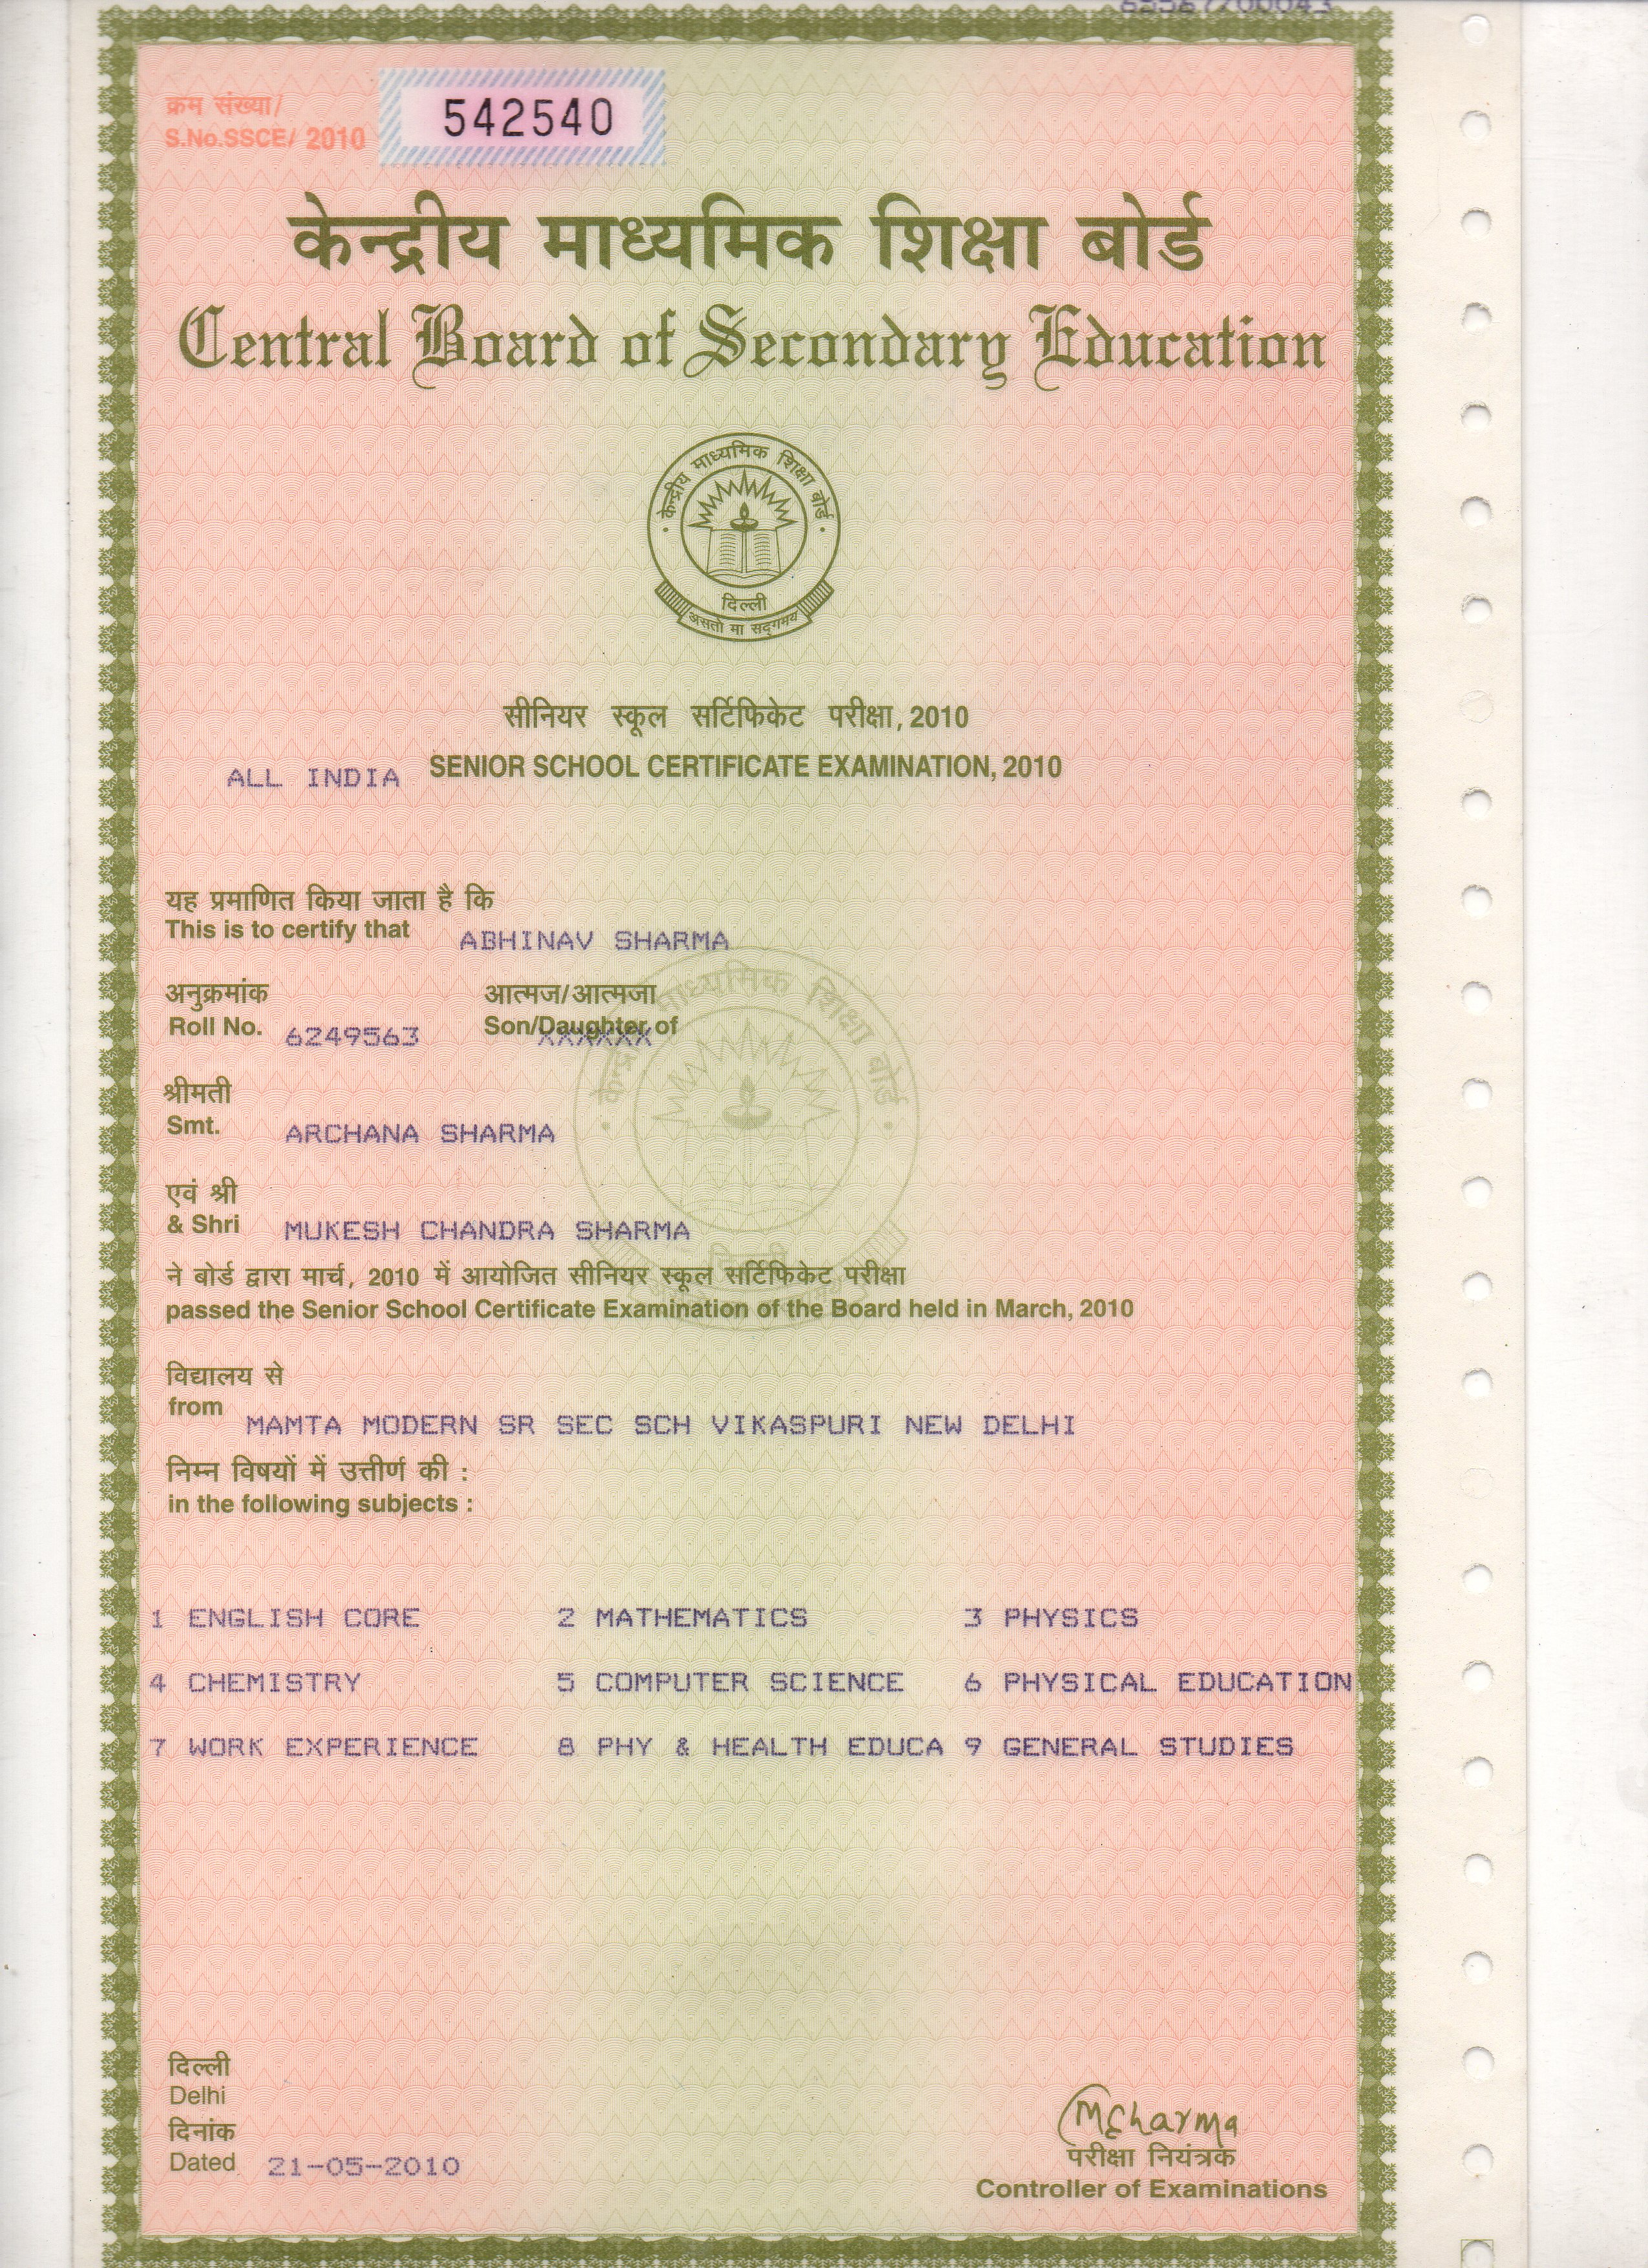 क्रम संख्या/
S.No.SSCE/ 2010
542540
केन्द्रीय माध्यमिक शिक्षा बोर्ड
Central Board of Secondary Education
केन्द्रीय माध्यमिक शिक्षा बोर्ड
दिल्ली
असतो मा सद्गमय
सीनियर स्कूल सर्टिफिकेट परीक्षा, 2010
ALL INDIA SENIOR SCHOOL CERTIFICATE EXAMINATION, 2010
यह प्रमाणित किया जाता है कि
This is to certify that ABHINAV SHARMA
अनुक्रमांक आत्मज/आत्मजा
Roll No. 6249563 Son/Daughter of
XXXXXX
श्रीमती
Smt. ARCHANA SHARMA
एवं श्री
& Shri MUKESH CHANDRA SHARMA
ने बोर्ड द्वारा मार्च, 2010 में आयोजित सीनियर स्कूल सर्टिफिकेट परीक्षा
passed the Senior School Certificate Examination of the Board held in March, 2010
विद्यालय से
from MAMTA MODERN SR SEC SCH VIKASPURI NEW DELHI
निम्न विषयों में उत्तीर्ण की :
in the following subjects :
1 ENGLISH CORE 2 MATHEMATICS 3 PHYSICS
4 CHEMISTRY 5 COMPUTER SCIENCE 6 PHYSICAL EDUCATION
7 WORK EXPERIENCE 8 PHY & HEALTH EDUCA 9 GENERAL STUDIES
दिल्ली
Delhi
दिनांक
Dated 21-05-2010
MSharma
परीक्षा नियंत्रक
Controller of Examinations